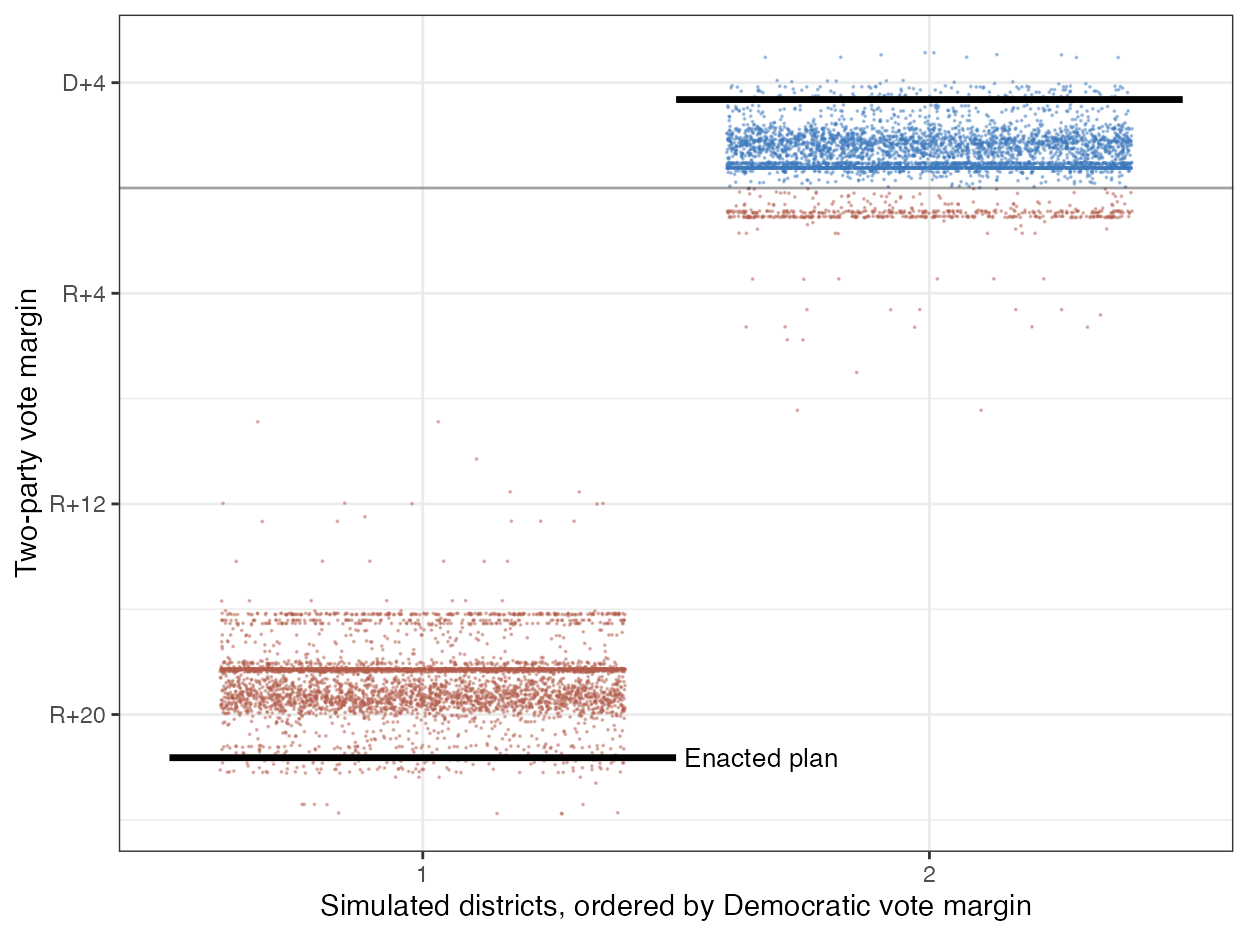 D+4
R+4
R+12
R+20
Two-party vote margin
Enacted plan
1
2
Simulated districts, ordered by Democratic vote margin